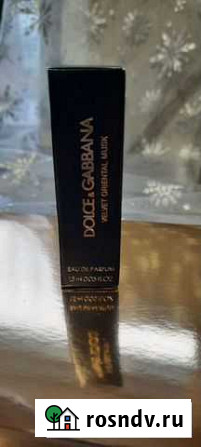 DOLCE & GABBANA
VELVET ORIENTAL MUSK
EAU DE PARFUM
rosndv.ru